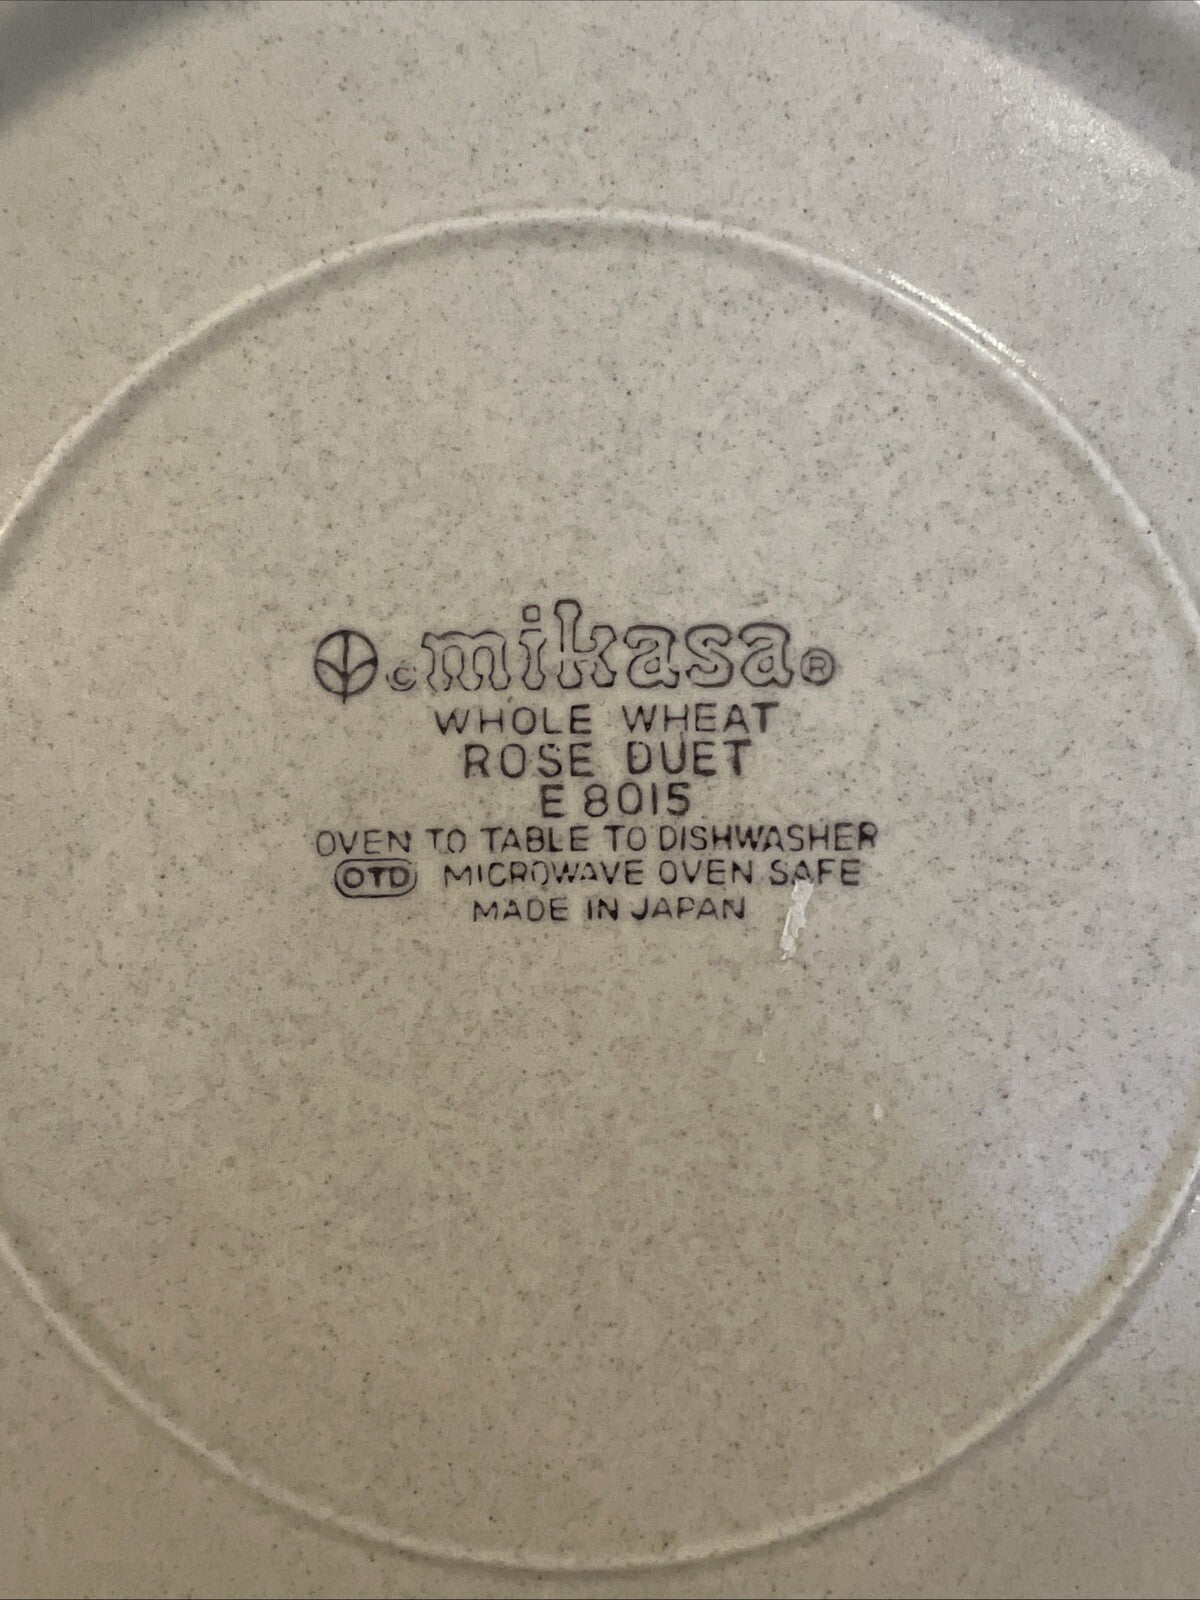 © mikasa ®
WHOLE WHEAT
ROSE DUET
E 8015
OVEN TO TABLE TO DISHWASHER
OTD MICROWAVE OVEN SAFE
MADE IN JAPAN